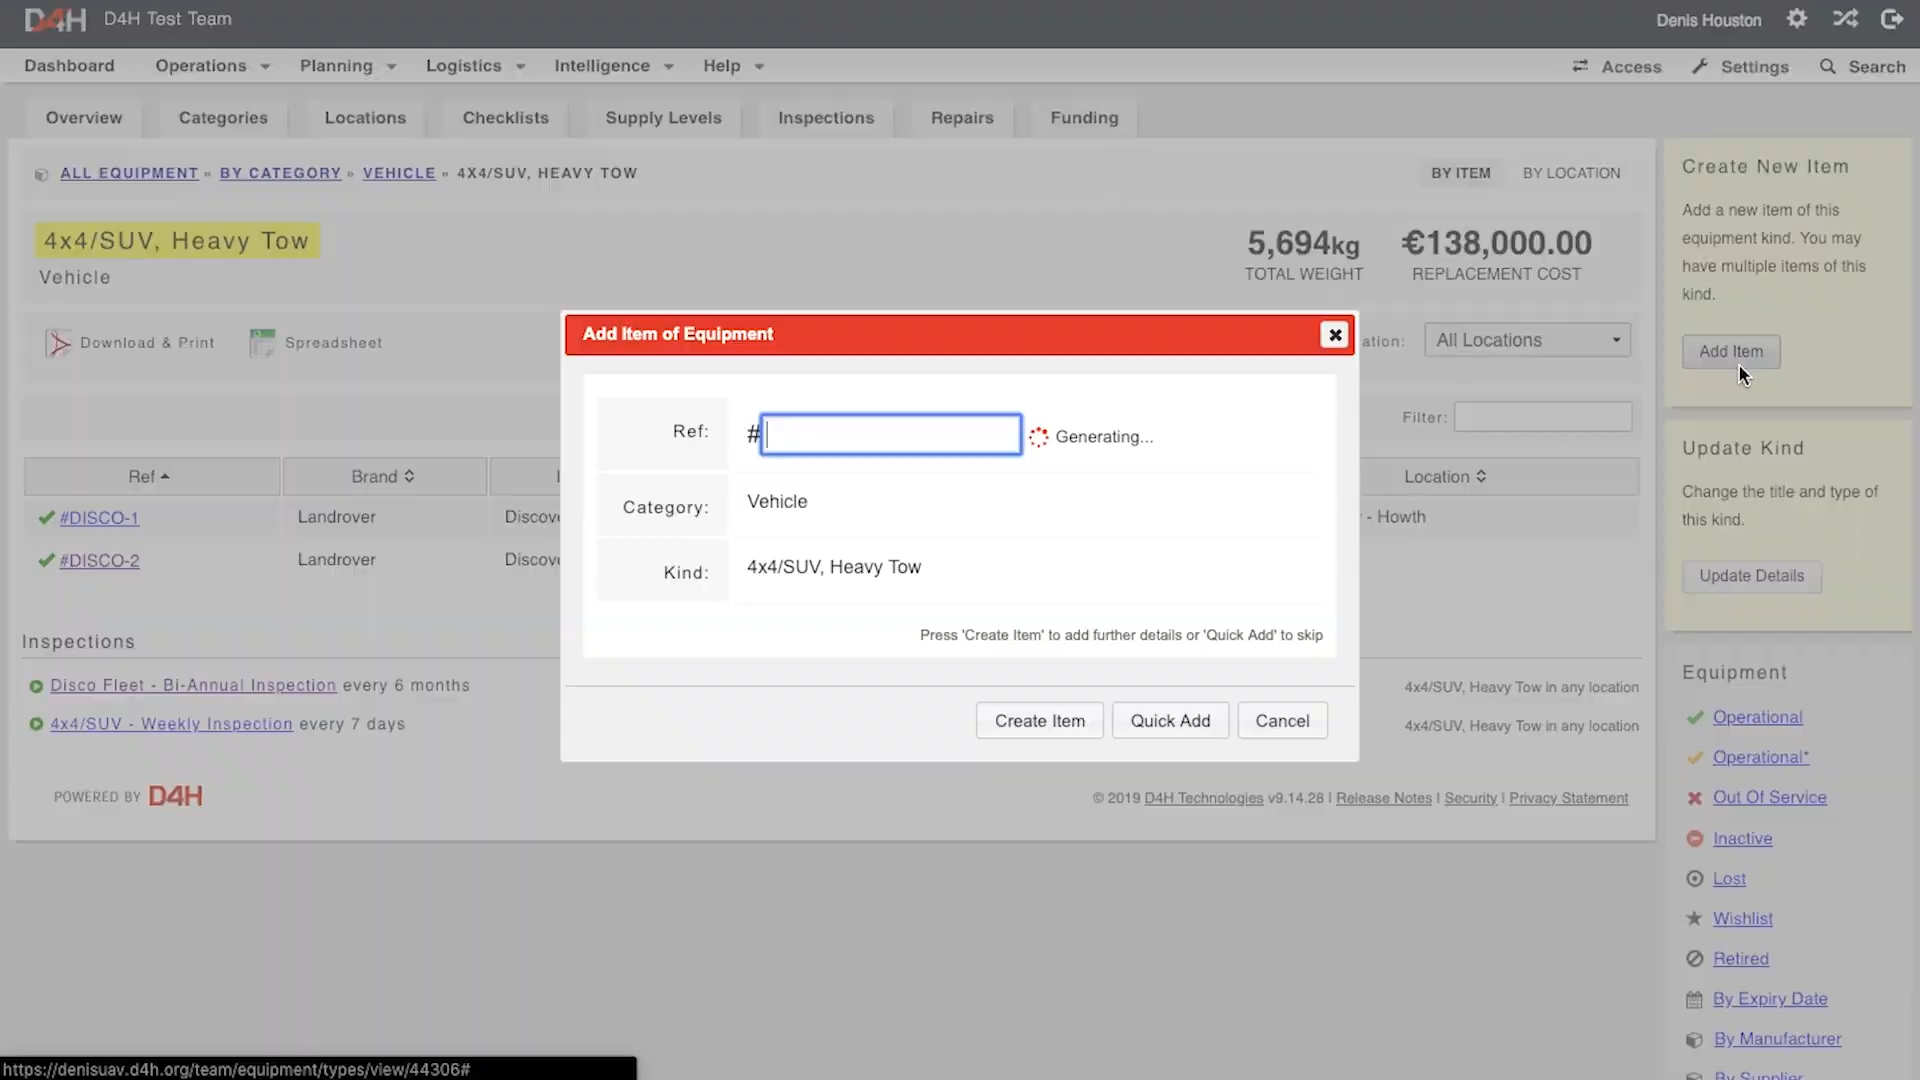 D4H D4H Test Team
Denis Houston
Dashboard Operations Planning Logistics Intelligence Help
Access Settings Search
Overview Categories Locations Checklists Supply Levels Inspections Repairs Funding
ALL EQUIPMENT » BY CATEGORY » VEHICLE » 4X4/SUV, HEAVY TOW
BY ITEM BY LOCATION
4x4/SUV, Heavy Tow
Vehicle
5,694kg
TOTAL WEIGHT
€138,000.00
REPLACEMENT COST
Download & Print Spreadsheet
ation: All Locations
Filter:
Ref Brand Location
#DISCO-1 Landrover Discov - Howth
#DISCO-2 Landrover Discov
Inspections
Disco Fleet - Bi-Annual Inspection every 6 months 4x4/SUV, Heavy Tow in any location
4x4/SUV - Weekly Inspection every 7 days 4x4/SUV, Heavy Tow in any location
POWERED BY D4H
© 2019 D4H Technologies v9.14.28 | Release Notes | Security | Privacy Statement
Add Item of Equipment
Ref: # Generating...
Category: Vehicle
Kind: 4x4/SUV, Heavy Tow
Press 'Create Item' to add further details or 'Quick Add' to skip
Create Item Quick Add Cancel
Create New Item
Add a new item of this
equipment kind. You may
have multiple items of this
kind.
Add Item
Update Kind
Change the title and type of
this kind.
Update Details
Equipment
Operational
Operational*
Out Of Service
Inactive
Lost
Wishlist
Retired
By Expiry Date
By Manufacturer
By Supplier
https://denisuav.d4h.org/team/equipment/types/view/44306#